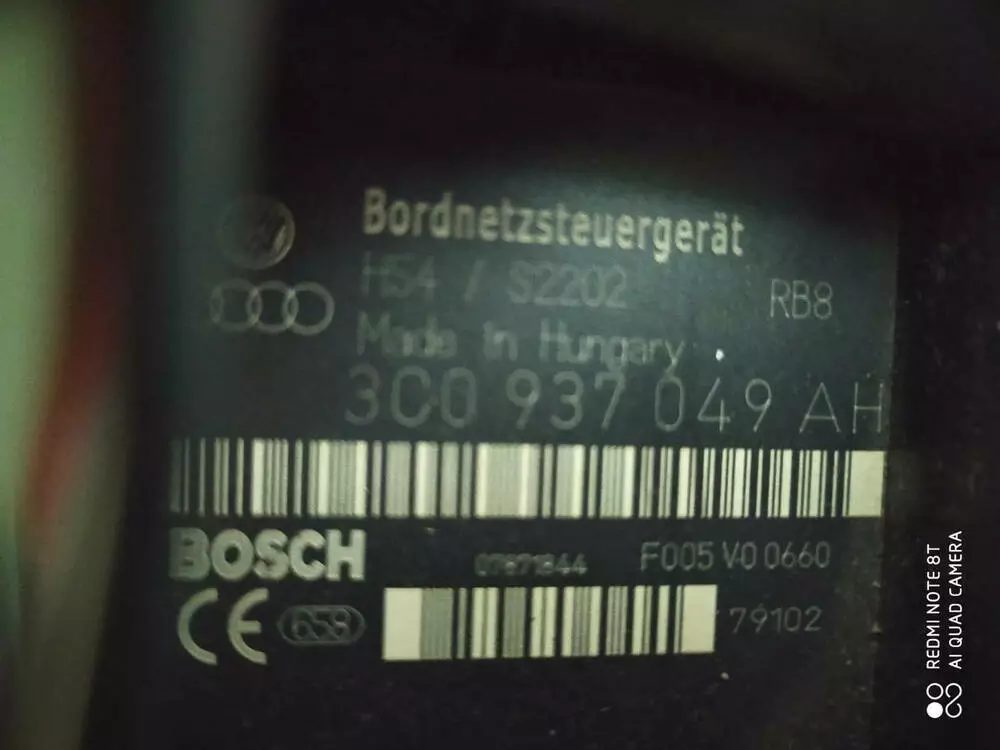 Bordnetzsteuergerät
H54 / S2202 RB8
Made in Hungary
3C0 937 049 AH
BOSCH F005 V0 0660
CE 658 79102
REDMI NOTE 8T
AI QUAD CAMERA